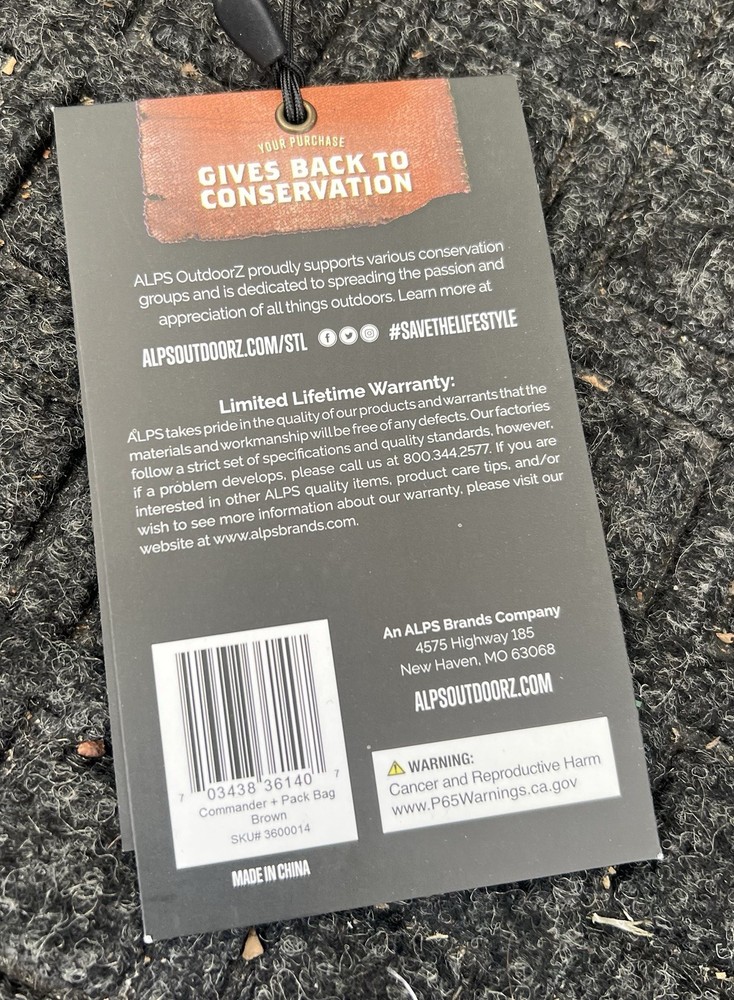 YOUR PURCHASE
GIVES BACK TO
CONSERVATION
ALPS OutdoorZ proudly supports various conservation
groups and is dedicated to spreading the passion and
appreciation of all things outdoors. Learn more at
ALPSOUTDOORZ.COM/STL #SAVETHELIFESTYLE
Limited Lifetime Warranty:
ALPS takes pride in the quality of our products and warrants that the
materials and workmanship will be free of any defects. Our factories
follow a strict set of specifications and quality standards, however,
if a problem develops, please call us at 800.344.2577. If you are
interested in other ALPS quality items, product care tips, and/or
wish to see more information about our warranty, please visit our
website at www.alpsbrands.com.
An ALPS Brands Company
4575 Highway 185
New Haven, MO 63068
ALPSOUTDOORZ.COM
7 03438 36140 7
Commander + Pack Bag
Brown
SKU# 3600014
MADE IN CHINA
WARNING:
Cancer and Reproductive Harm
www.P65Warnings.ca.gov